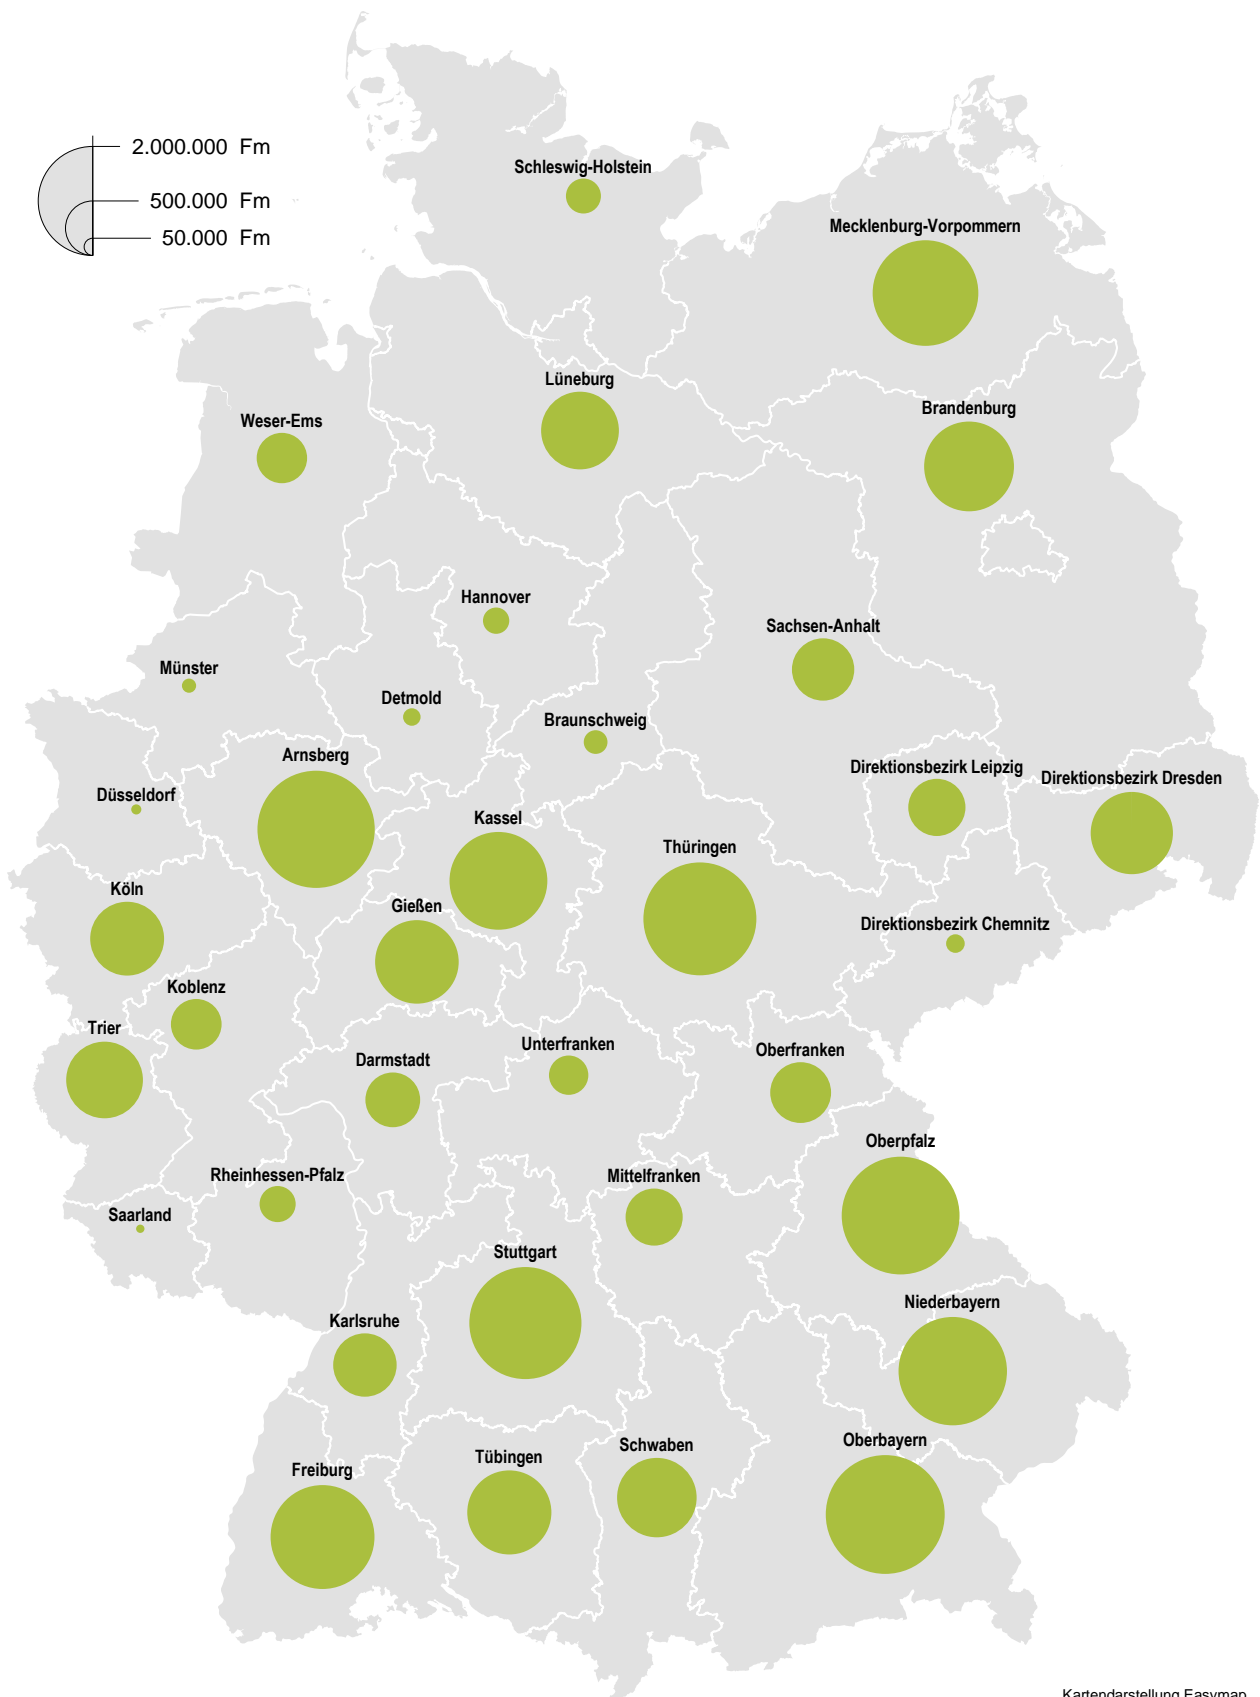 2.000.000 Fm
500.000 Fm
50.000 Fm
Schleswig-Holstein
Mecklenburg-Vorpommern
Lüneburg
Brandenburg
Weser-Ems
Hannover
Sachsen-Anhalt
Münster
Detmold
Braunschweig
Arnsberg
Direktionsbezirk Leipzig
Direktionsbezirk Dresden
Düsseldorf
Kassel
Thüringen
Köln
Gießen
Direktionsbezirk Chemnitz
Koblenz
Trier
Unterfranken
Oberfranken
Darmstadt
Oberpfalz
Rheinhessen-Pfalz
Mittelfranken
Saarland
Stuttgart
Niederbayern
Karlsruhe
Oberbayern
Schwaben
Tübingen
Freiburg
Kartendarstellung Easymap